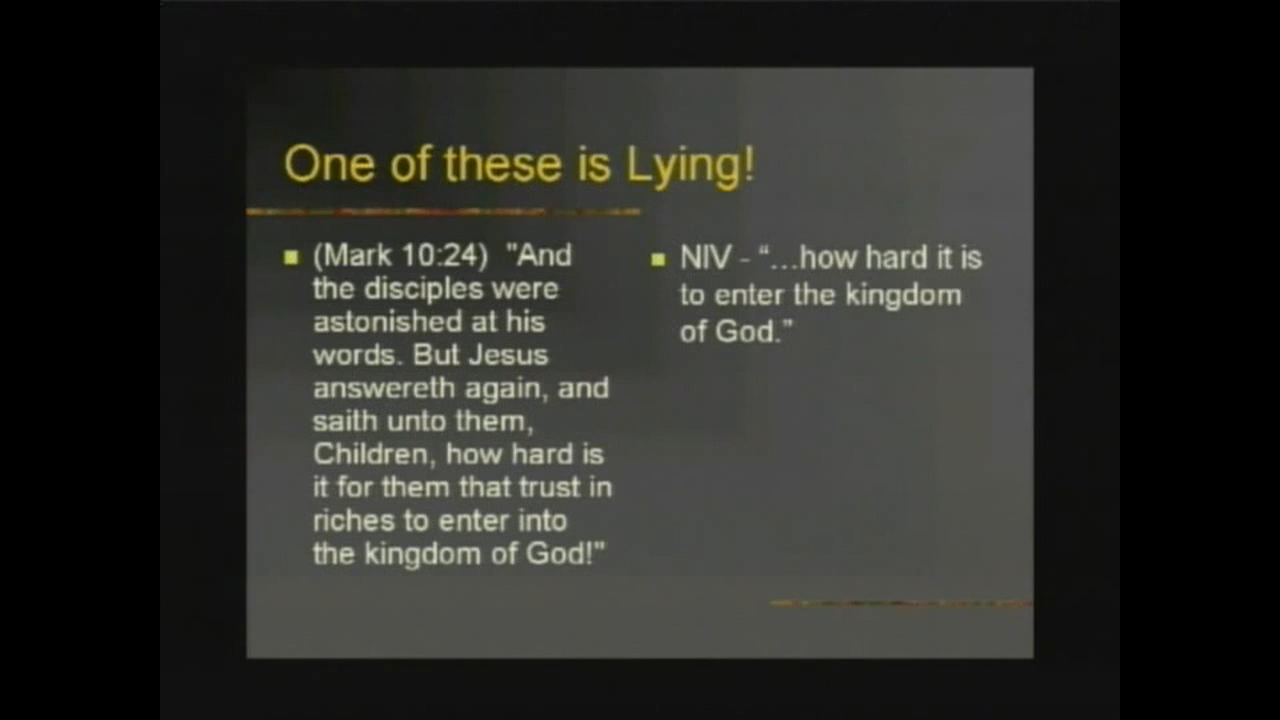 One of these is Lying!
(Mark 10:24) "And
the disciples were
astonished at his
words. But Jesus
answereth again, and
saith unto them,
Children, how hard is
it for them that trust in
riches to enter into
the kingdom of God!"
NIV - “...how hard it is
to enter the kingdom
of God.”